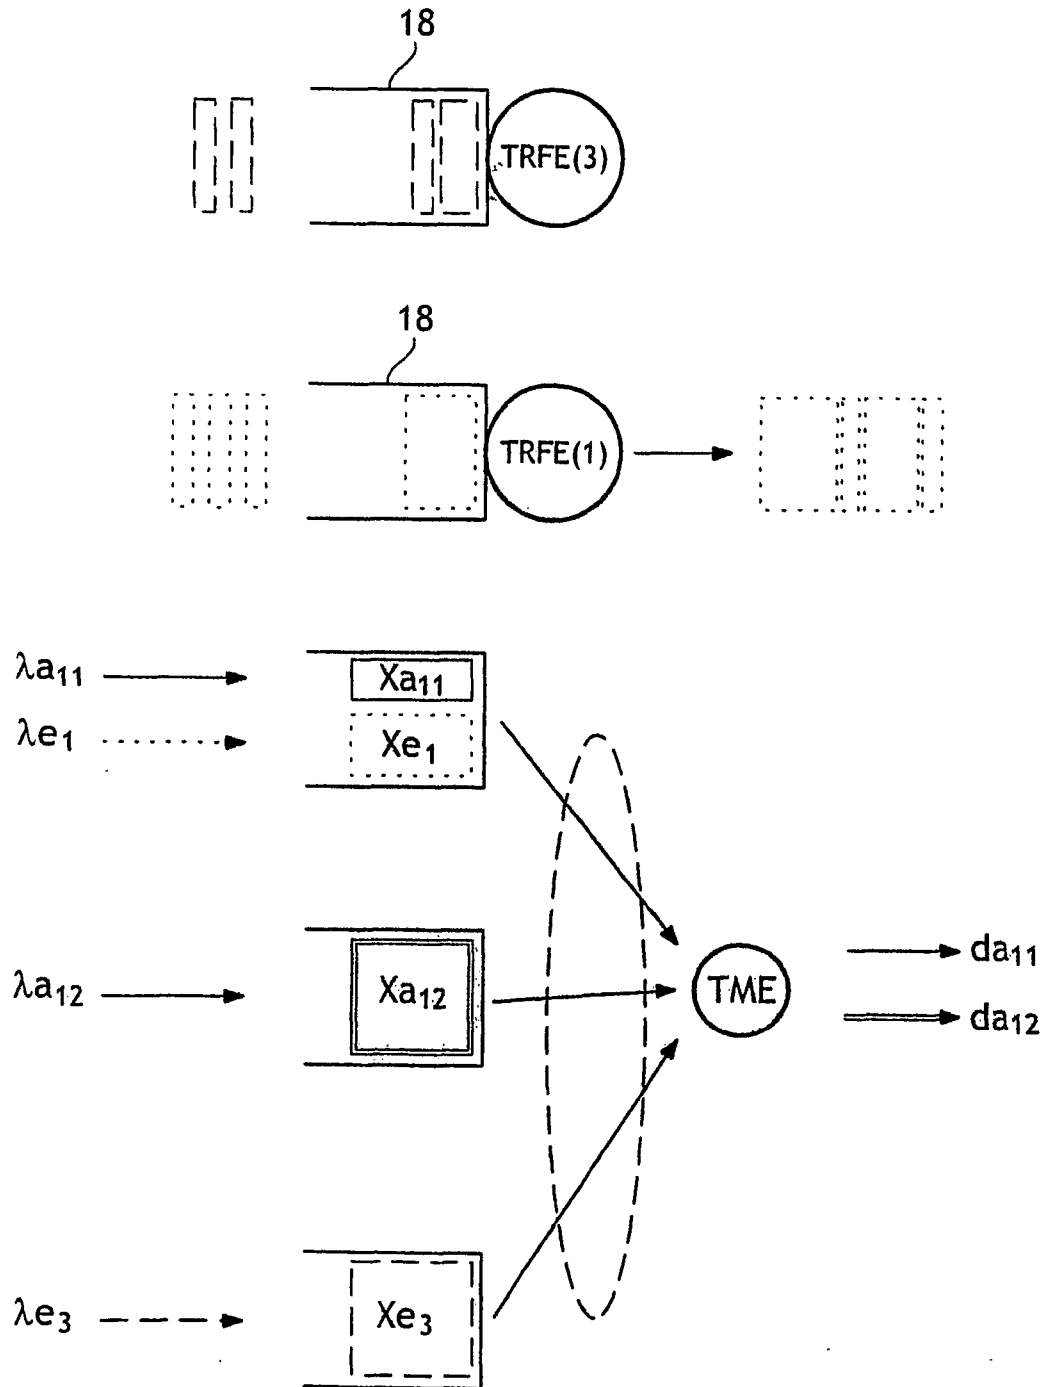 18
TRFE(3)
18
TRFE(1)
λa11
Xa11
λe1
Xe1
λa12
Xa12
TME
da11
da12
λe3
Xe3